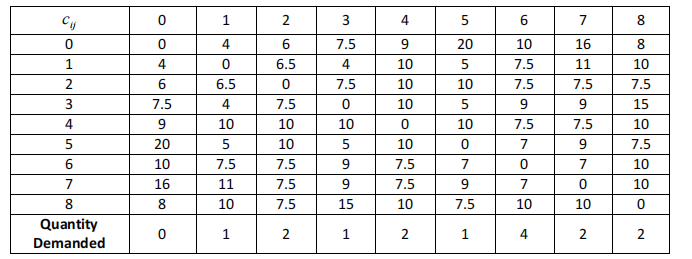 c_ij 0 1 2 3 4 5 6 7 8
0 0 4 6 7.5 9 20 10 16 8
1 4 0 6.5 4 10 5 7.5 11 10
2 6 6.5 0 7.5 10 10 7.5 7.5 7.5
3 7.5 4 7.5 0 10 5 9 9 15
4 9 10 10 10 0 10 7.5 7.5 10
5 20 5 10 5 10 0 7 9 7.5
6 10 7.5 7.5 9 7.5 7 0 7 10
7 16 11 7.5 9 7.5 9 7 0 10
8 8 10 7.5 15 10 7.5 10 10 0
Quantity
Demanded 0 1 2 1 2 1 4 2 2